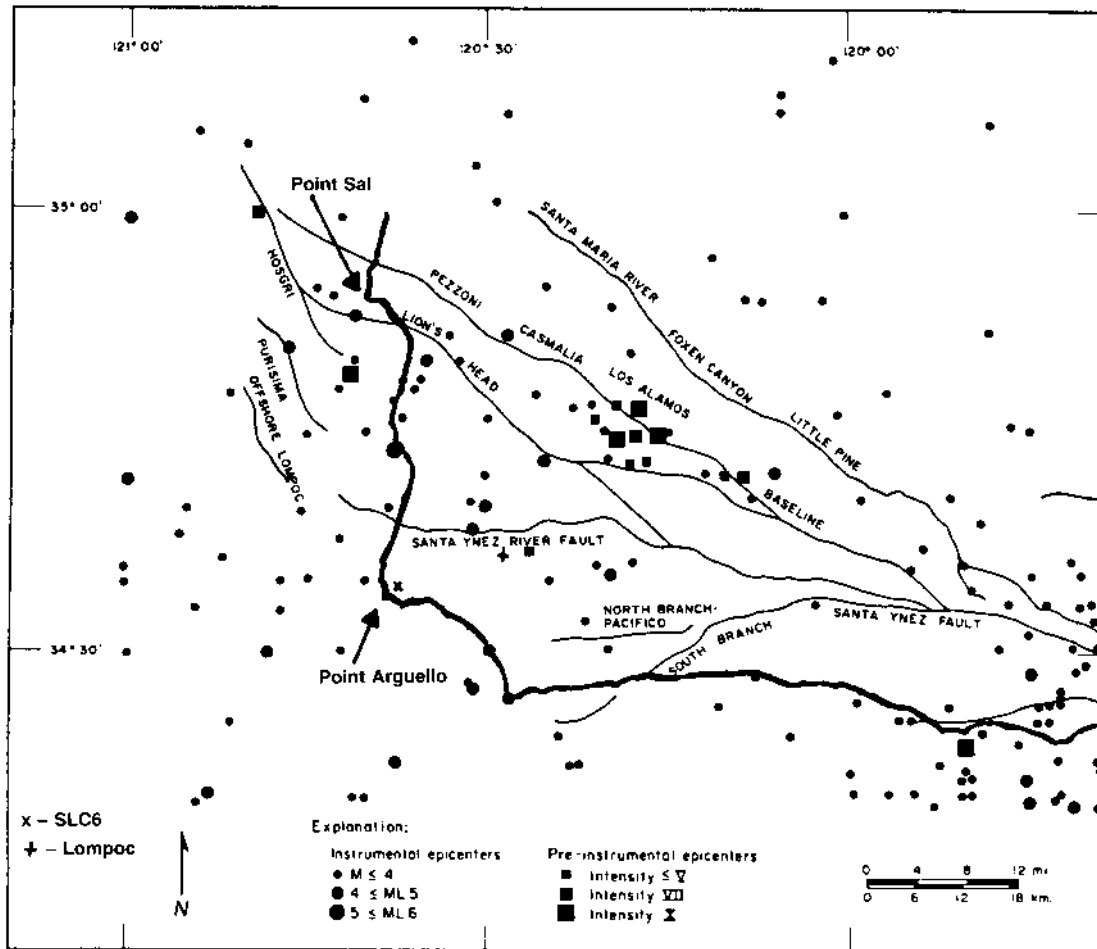 121° 00'
120° 30'
120° 00'
35° 00'
34° 30'
Point Sal
HOSGRI
PEZZONI
CASMALIA
LOS ALAMOS
BASELINE
SANTA MARIA RIVER
FOXEN CANYON
LITTLE PINE
LION'S
HEAD
PURISIMA
OFFSHORE LOMPOC
SANTA YNEZ RIVER FAULT
NORTH BRANCH-
PACIFICO
SOUTH BRANCH
SANTA YNEZ FAULT
Point Arguello
x – SLC6
+ – Lompoc
N
Explanation:
Instrumental epicenters
M ≤ 4
4 ≤ ML 5
5 ≤ ML 6
Pre-instrumental epicenters
Intensity ≤ V
Intensity VII
Intensity X
0 4 8 12 mi.
0 6 12 18 km.